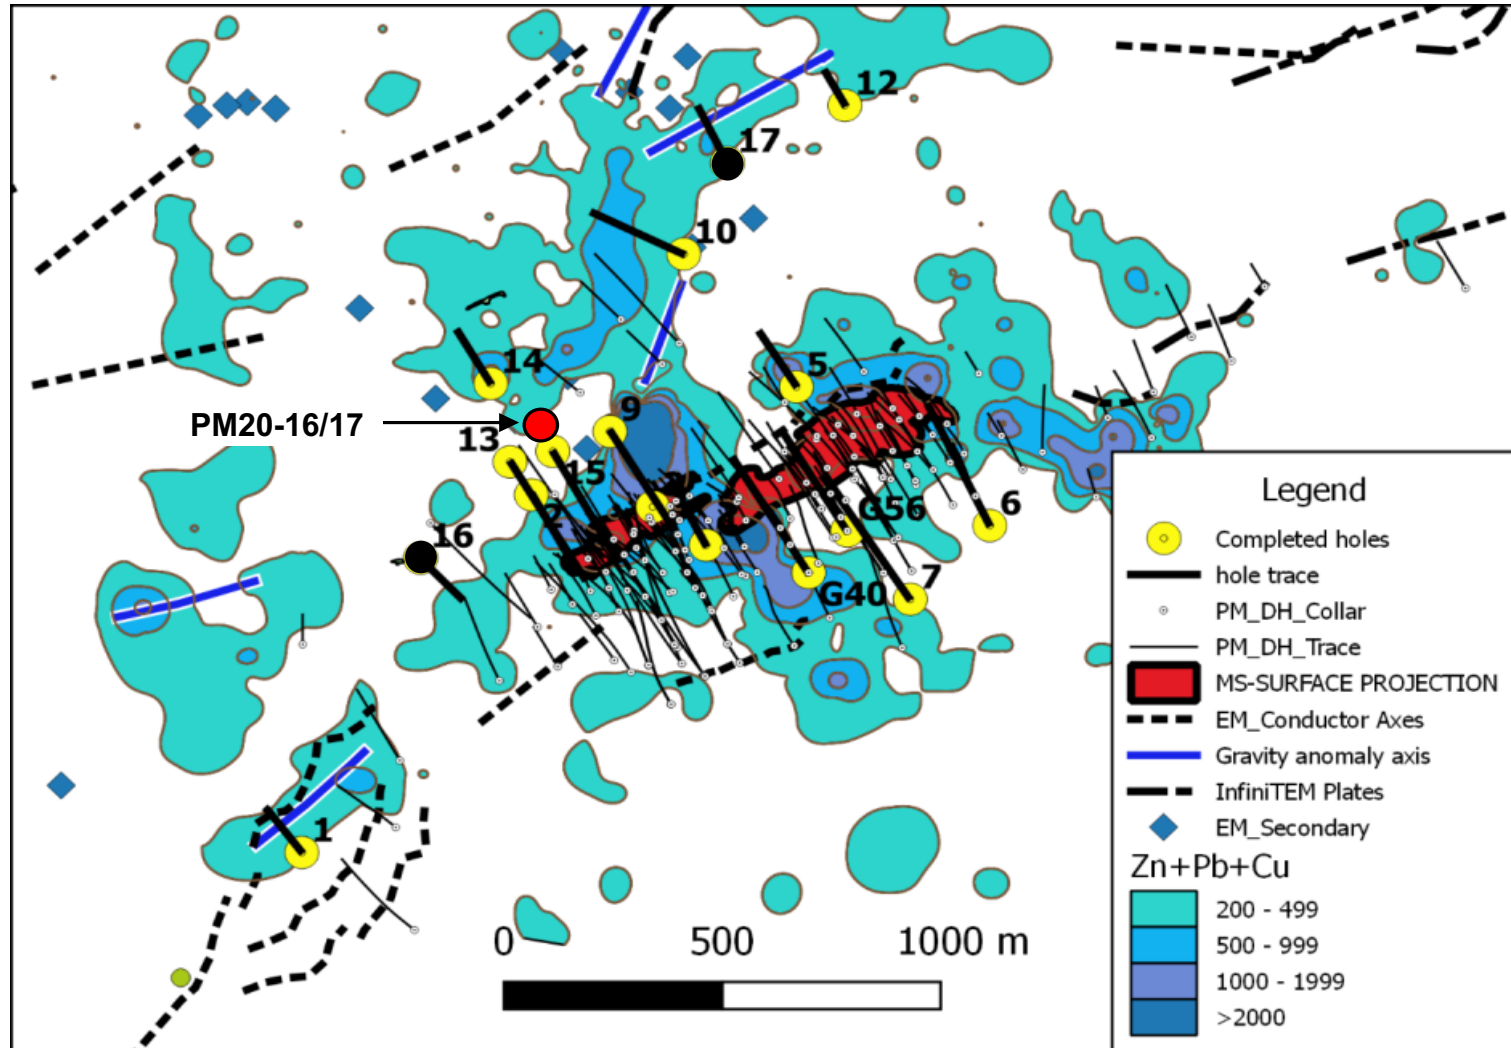 12
17
10
14
5
PM20-16/17
9
13
15
2
16
G56
6
G40
7
1
0 500 1000 m
Legend
Completed holes
hole trace
PM_DH_Collar
PM_DH_Trace
MS-SURFACE PROJECTION
EM_Conductor Axes
Gravity anomaly axis
InfiniTEM Plates
EM_Secondary
Zn+Pb+Cu
200 - 499
500 - 999
1000 - 1999
>2000